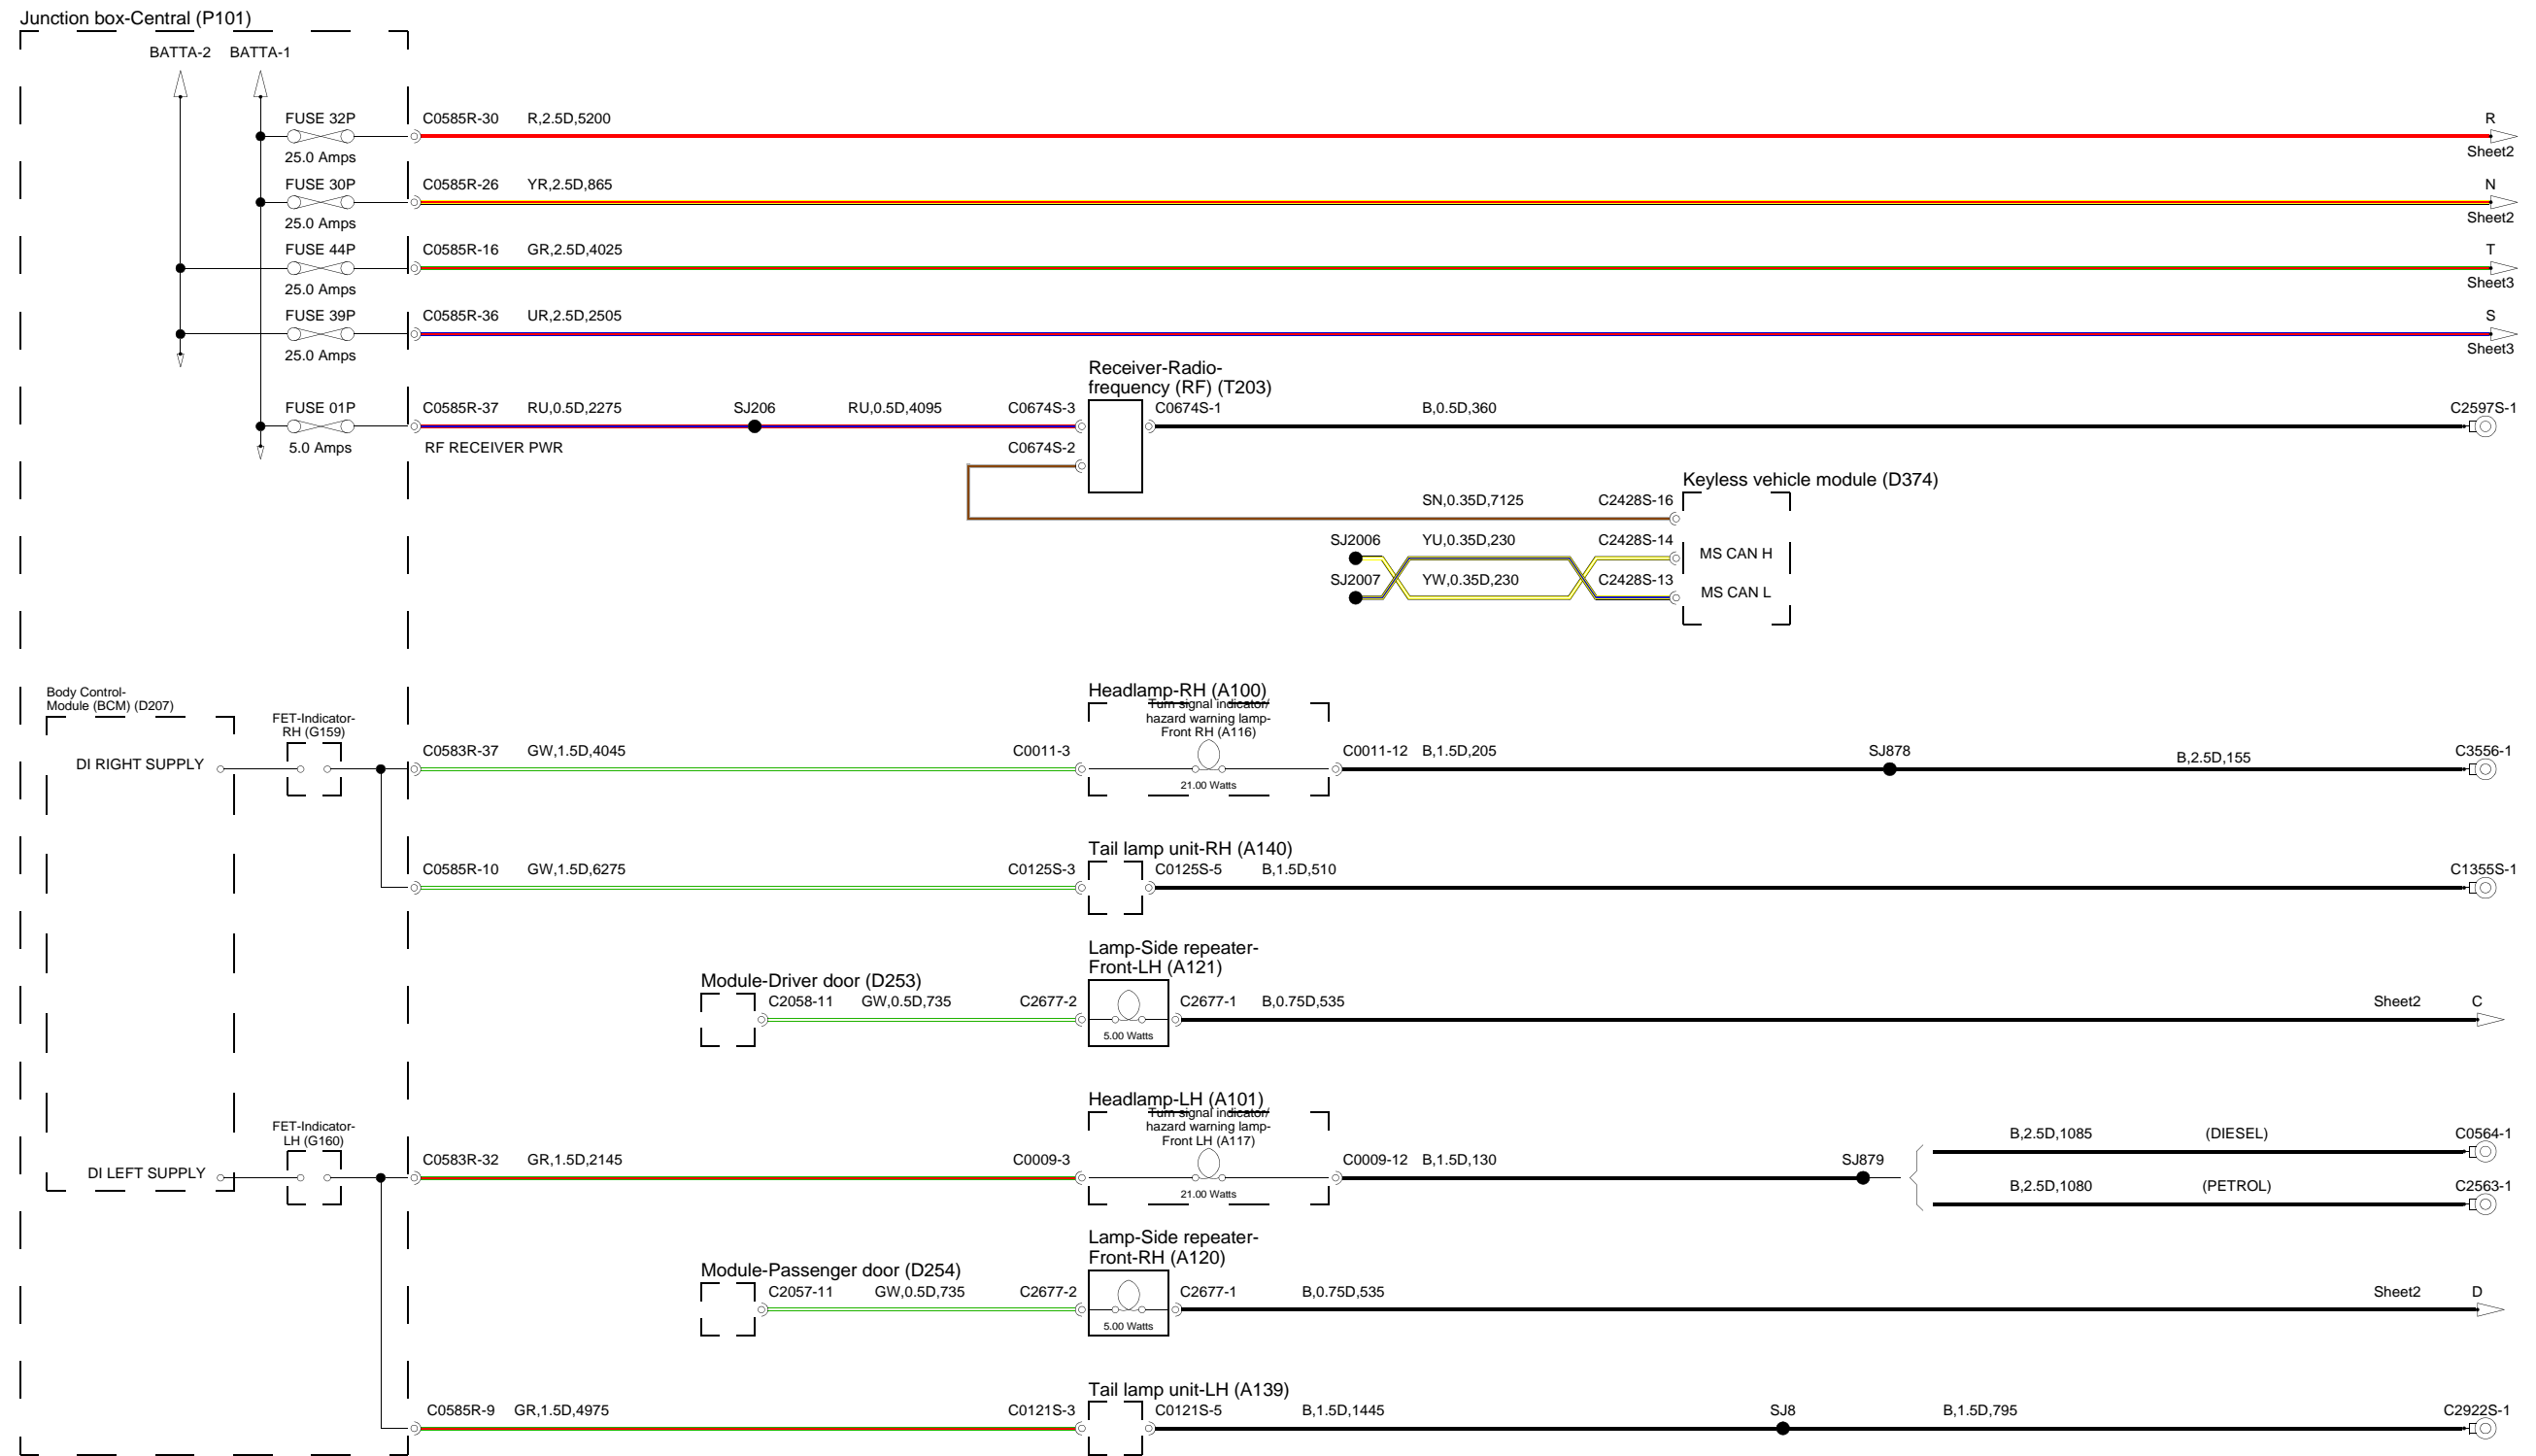 Junction box-Central (P101)
BATTA-2 BATTA-1
FUSE 32P C0585R-30 R,2.5D,5200 R
25.0 Amps Sheet2
FUSE 30P C0585R-26 YR,2.5D,865 N
25.0 Amps Sheet2
FUSE 44P C0585R-16 GR,2.5D,4025 T
25.0 Amps Sheet3
FUSE 39P C0585R-36 UR,2.5D,2505 S
25.0 Amps Sheet3
Receiver-Radio-
frequency (RF) (T203)
FUSE 01P C0585R-37 RU,0.5D,2275 SJ206 RU,0.5D,4095 C0674S-3 C0674S-1 B,0.5D,360 C2597S-1
5.0 Amps RF RECEIVER PWR C0674S-2
Keyless vehicle module (D374)
SN,0.35D,7125 C2428S-16
SJ2006 YU,0.35D,230 C2428S-14 MS CAN H
SJ2007 YW,0.35D,230 C2428S-13 MS CAN L
Body Control-
Module (BCM) (D207)
FET-Indicator-
RH (G159)
Headlamp-RH (A100)
Turn signal indicator/
hazard warning lamp-
Front RH (A116)
DI RIGHT SUPPLY C0583R-37 GW,1.5D,4045 C0011-3 C0011-12 B,1.5D,205 SJ878 B,2.5D,155 C3556-1
21.00 Watts
Tail lamp unit-RH (A140)
C0585R-10 GW,1.5D,6275 C0125S-3 C0125S-5 B,1.5D,510 C1355S-1
Lamp-Side repeater-
Front-LH (A121)
Module-Driver door (D253)
C2058-11 GW,0.5D,735 C2677-2 C2677-1 B,0.75D,535 Sheet2 C
5.00 Watts
Headlamp-LH (A101)
Turn signal indicator/
hazard warning lamp-
Front LH (A117)
FET-Indicator-
LH (G160)
B,2.5D,1085 (DIESEL) C0564-1
DI LEFT SUPPLY C0583R-32 GR,1.5D,2145 C0009-3 C0009-12 B,1.5D,130 SJ879
21.00 Watts
B,2.5D,1080 (PETROL) C2563-1
Lamp-Side repeater-
Front-RH (A120)
Module-Passenger door (D254)
C2057-11 GW,0.5D,735 C2677-2 C2677-1 B,0.75D,535 Sheet2 D
5.00 Watts
Tail lamp unit-LH (A139)
C0585R-9 GR,1.5D,4975 C0121S-3 C0121S-5 B,1.5D,1445 SJ8 B,1.5D,795 C2922S-1